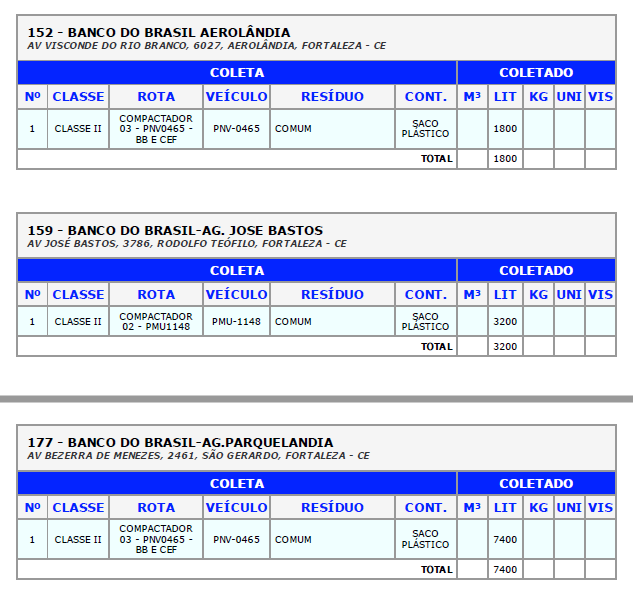 152 - BANCO DO BRASIL AEROLÂNDIA
AV VISCONDE DO RIO BRANCO, 6027, AEROLÂNDIA, FORTALEZA - CE
COLETA COLETADO
Nº CLASSE ROTA VEÍCULO RESÍDUO CONT. M³ LIT KG UNI VIS
1 CLASSE II COMPACTADOR 03 - PNV0465 - BB E CEF PNV-0465 COMUM SACO PLÁSTICO 1800
TOTAL 1800
159 - BANCO DO BRASIL-AG. JOSE BASTOS
AV JOSÉ BASTOS, 3786, RODOLFO TEÓFILO, FORTALEZA - CE
COLETA COLETADO
Nº CLASSE ROTA VEÍCULO RESÍDUO CONT. M³ LIT KG UNI VIS
1 CLASSE II COMPACTADOR 02 - PMU1148 PMU-1148 COMUM SACO PLÁSTICO 3200
TOTAL 3200
177 - BANCO DO BRASIL-AG.PARQUELANDIA
AV BEZERRA DE MENEZES, 2461, SÃO GERARDO, FORTALEZA - CE
COLETA COLETADO
Nº CLASSE ROTA VEÍCULO RESÍDUO CONT. M³ LIT KG UNI VIS
1 CLASSE II COMPACTADOR 03 - PNV0465 - BB E CEF PNV-0465 COMUM SACO PLÁSTICO 7400
TOTAL 7400